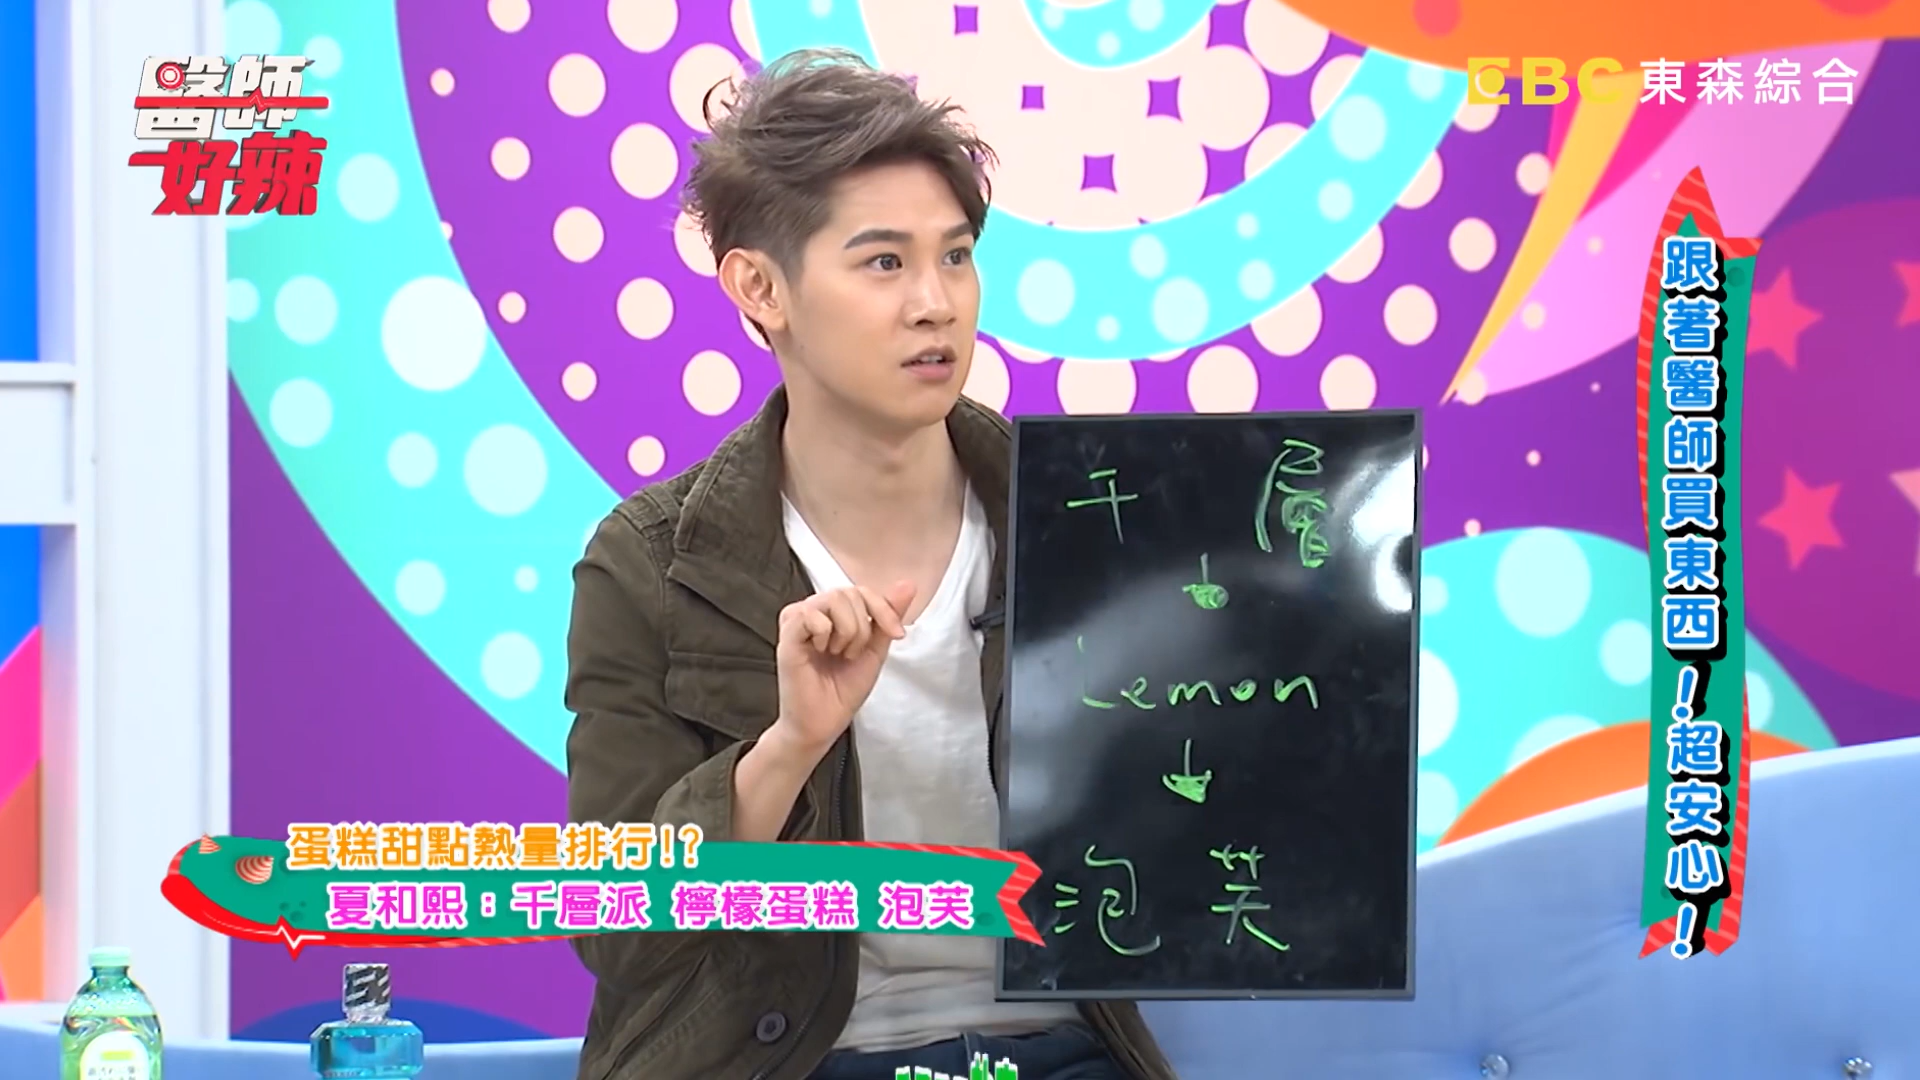 醫師
好辣
EBC 東森綜合
跟著醫師買東西!超安心!
千層
Lemon
泡芙
蛋糕甜點熱量排行!?
夏和熙:千層派 檸檬蛋糕 泡芙